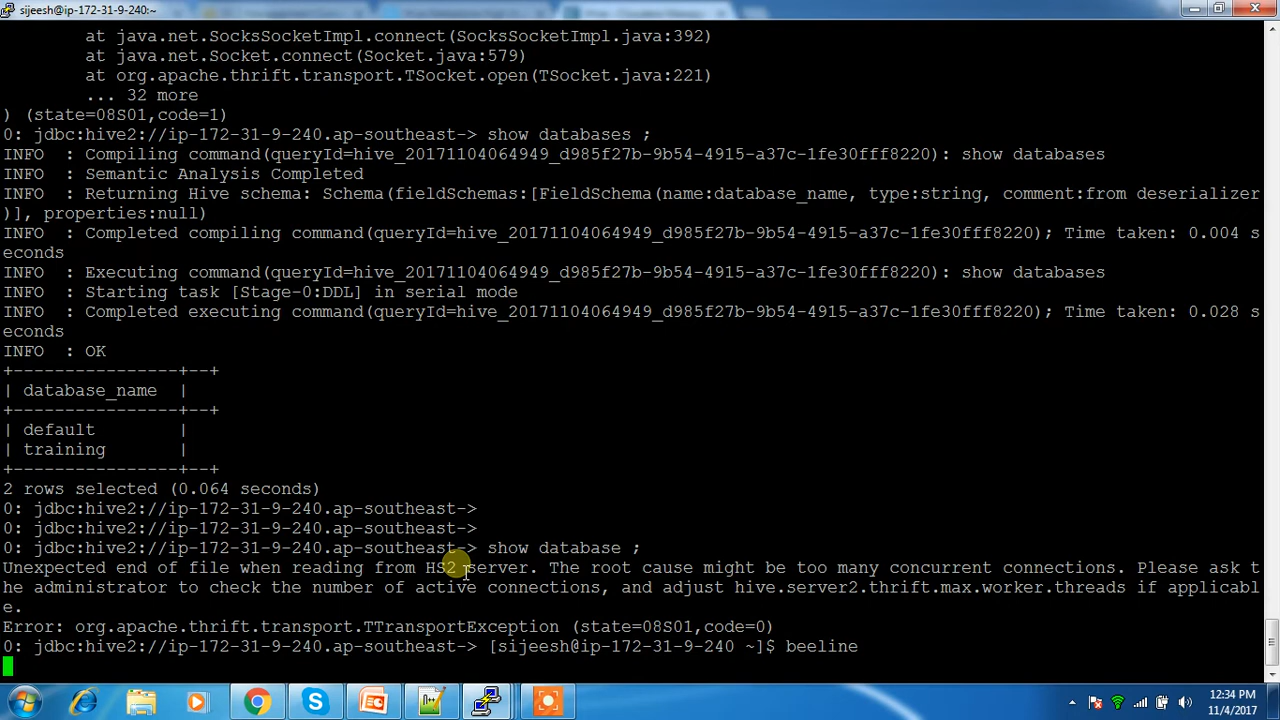 sijeesh@ip-172-31-9-240:~
at java.net.SocksSocketImpl.connect(SocksSocketImpl.java:392)
at java.net.Socket.connect(Socket.java:579)
at org.apache.thrift.transport.TSocket.open(TSocket.java:221)
... 32 more
) (state=08S01,code=1)
0: jdbc:hive2://ip-172-31-9-240.ap-southeast-> show databases ;
INFO  : Compiling command(queryId=hive_20171104064949_d985f27b-9b54-4915-a37c-1fe30fff8220): show databases
INFO  : Semantic Analysis Completed
INFO  : Returning Hive schema: Schema(fieldSchemas:[FieldSchema(name:database_name, type:string, comment:from deserializer
)], properties:null)
INFO  : Completed compiling command(queryId=hive_20171104064949_d985f27b-9b54-4915-a37c-1fe30fff8220); Time taken: 0.004 s
econds
INFO  : Executing command(queryId=hive_20171104064949_d985f27b-9b54-4915-a37c-1fe30fff8220): show databases
INFO  : Starting task [Stage-0:DDL] in serial mode
INFO  : Completed executing command(queryId=hive_20171104064949_d985f27b-9b54-4915-a37c-1fe30fff8220); Time taken: 0.028 s
econds
INFO  : OK
+----------------+--+
| database_name  |
+----------------+--+
| default        |
| training       |
+----------------+--+
2 rows selected (0.064 seconds)
0: jdbc:hive2://ip-172-31-9-240.ap-southeast->
0: jdbc:hive2://ip-172-31-9-240.ap-southeast->
0: jdbc:hive2://ip-172-31-9-240.ap-southeast-> show database ;
Unexpected end of file when reading from HS2 server. The root cause might be too many concurrent connections. Please ask t
he administrator to check the number of active connections, and adjust hive.server2.thrift.max.worker.threads if applicabl
e.
Error: org.apache.thrift.transport.TTransportException (state=08S01,code=0)
0: jdbc:hive2://ip-172-31-9-240.ap-southeast-> [sijeesh@ip-172-31-9-240 ~]$ beeline
12:34 PM
11/4/2017